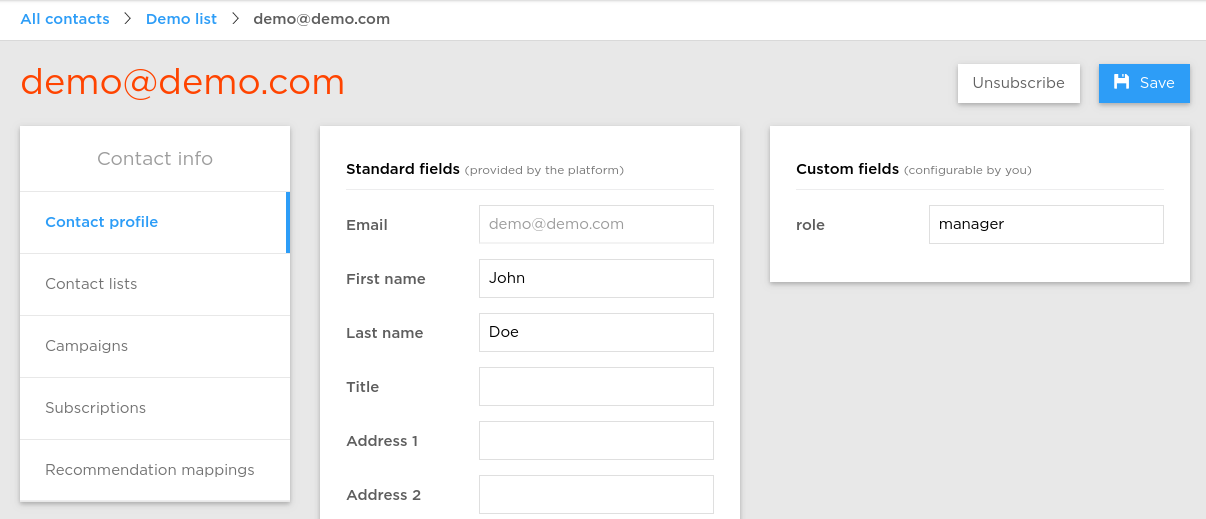 All contacts > Demo list > demo@demo.com
demo@demo.com
Unsubscribe
Save
Contact info
Contact profile
Contact lists
Campaigns
Subscriptions
Recommendation mappings
Standard fields (provided by the platform)
Email demo@demo.com
First name John
Last name Doe
Title
Address 1
Address 2
Custom fields (configurable by you)
role manager